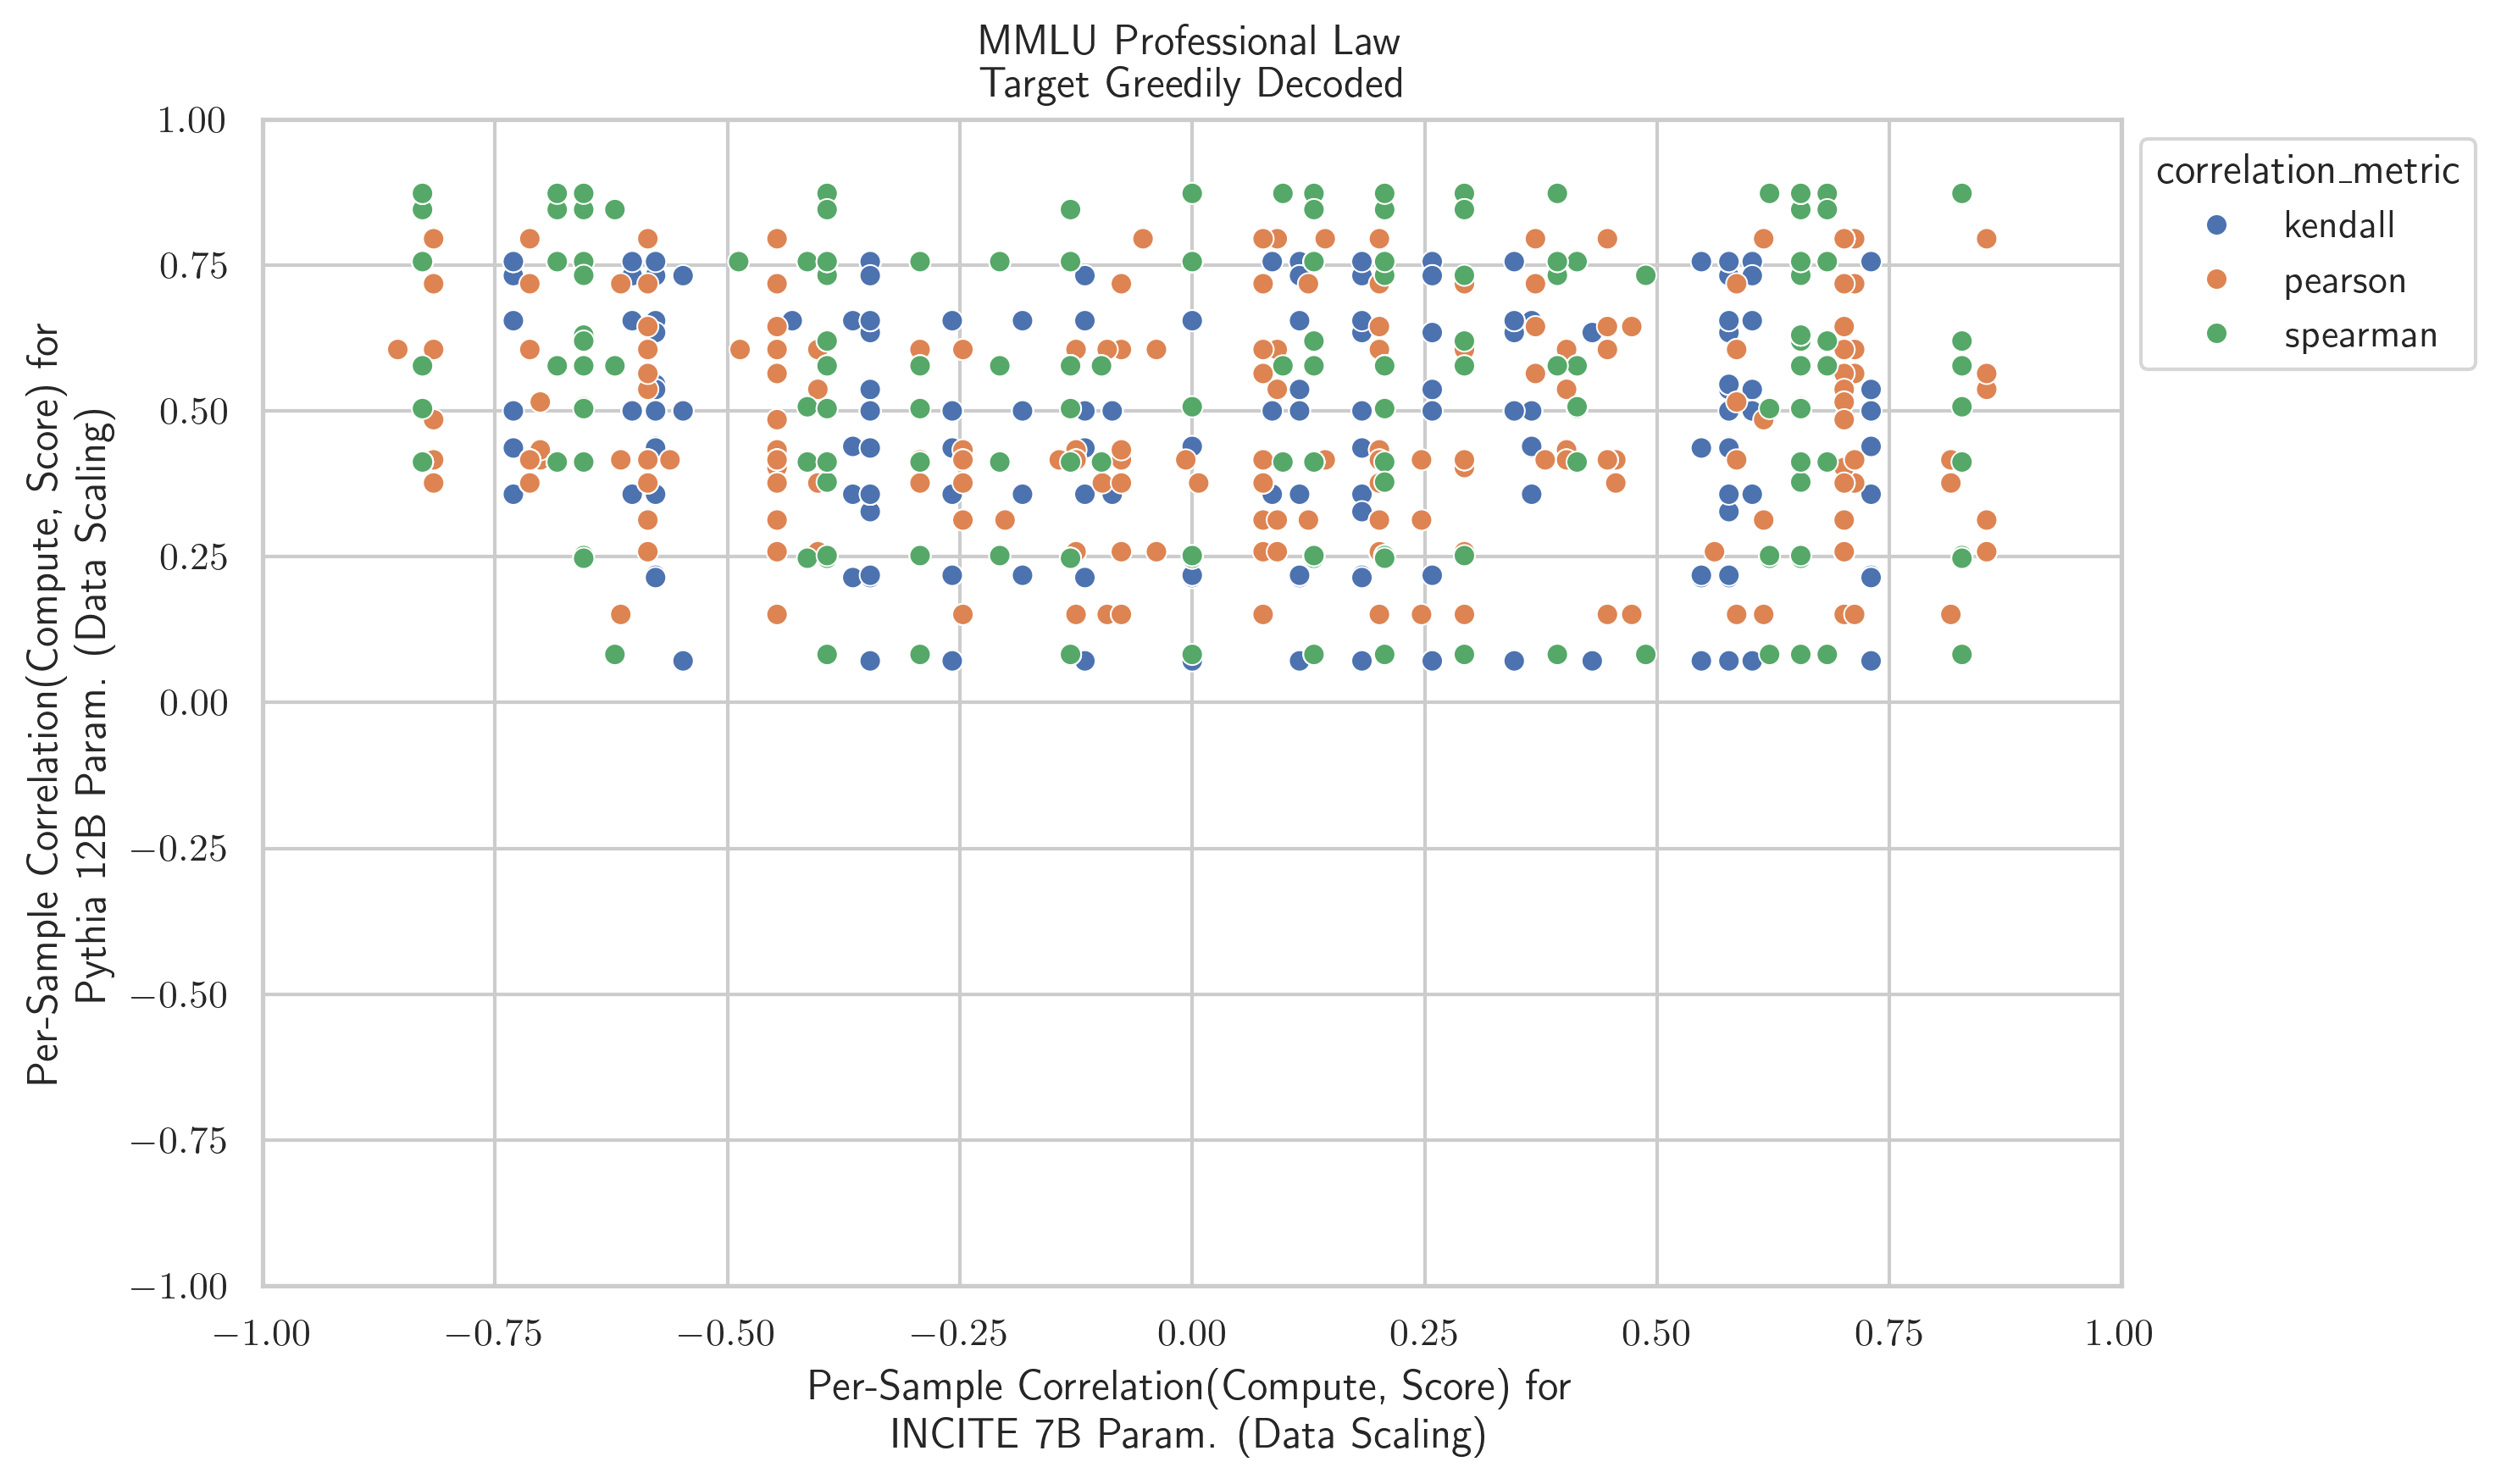 MMLU Professional Law
Target Greedily Decoded
1.00
0.75
0.50
0.25
0.00
−0.25
−0.50
−0.75
−1.00
Per-Sample Correlation(Compute, Score) for
Pythia 12B Param. (Data Scaling)
correlation_metric
kendall
pearson
spearman
−1.00 −0.75 −0.50 −0.25 0.00 0.25 0.50 0.75 1.00
Per-Sample Correlation(Compute, Score) for
INCITE 7B Param. (Data Scaling)